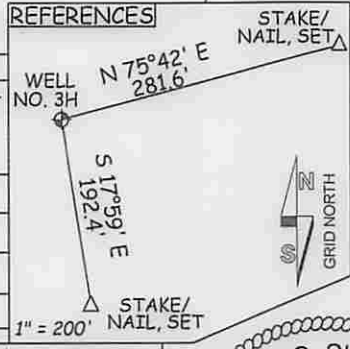 REFERENCES
STAKE/
NAIL, SET
N 75°42' E
281.6'
WELL
NO. 3H
S 17°59' E
192.4'
N
S
GRID NORTH
STAKE/
NAIL, SET
1" = 200'